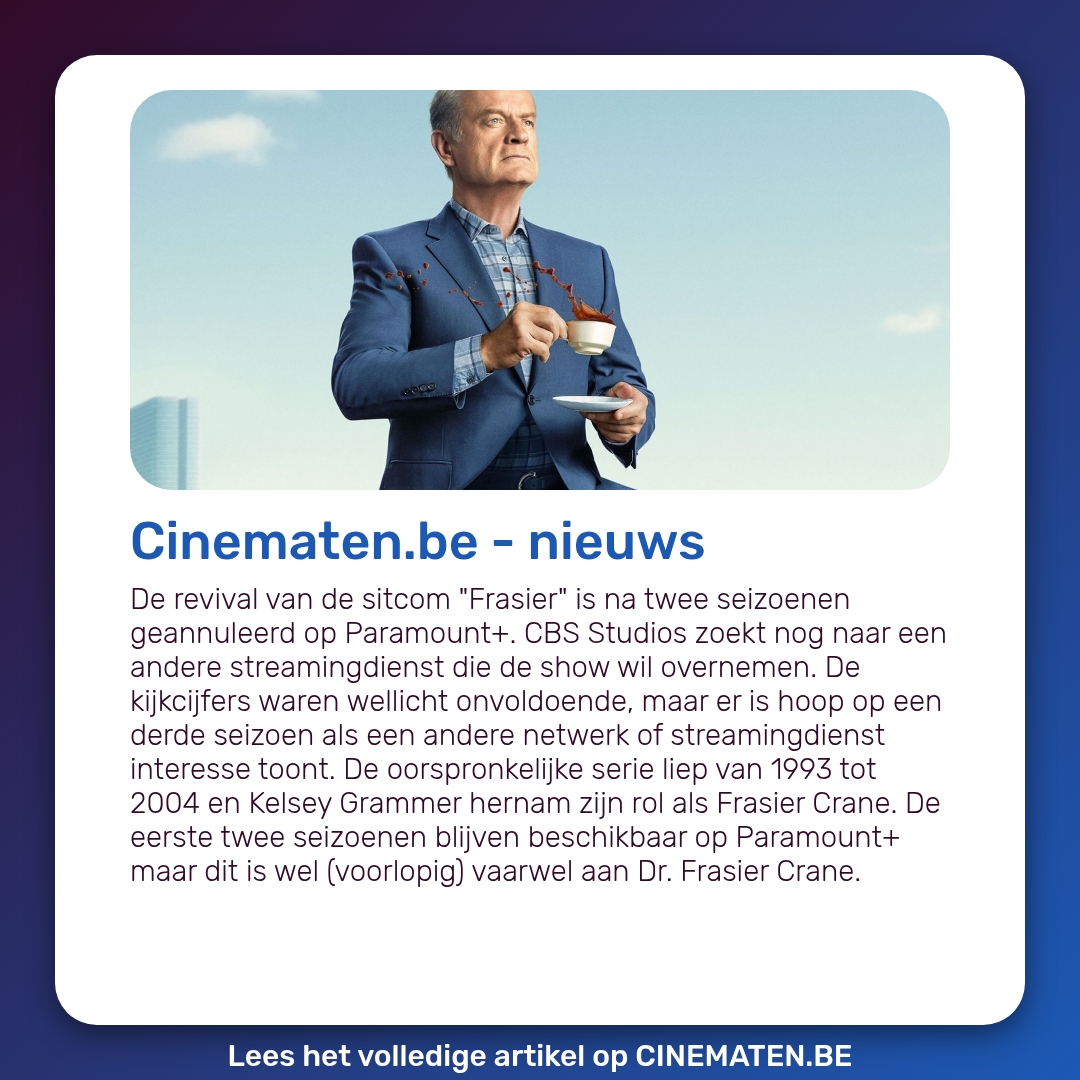 Cinematen.be - nieuws
De revival van de sitcom "Frasier" is na twee seizoenen
geannuleerd op Paramount+. CBS Studios zoekt nog naar een
andere streamingdienst die de show wil overnemen. De
kijkcijfers waren wellicht onvoldoende, maar er is hoop op een
derde seizoen als een andere netwerk of streamingdienst
interesse toont. De oorspronkelijke serie liep van 1993 tot
2004 en Kelsey Grammer hernam zijn rol als Frasier Crane. De
eerste twee seizoenen blijven beschikbaar op Paramount+
maar dit is wel (voorlopig) vaarwel aan Dr. Frasier Crane.
Lees het volledige artikel op CINEMATEN.BE